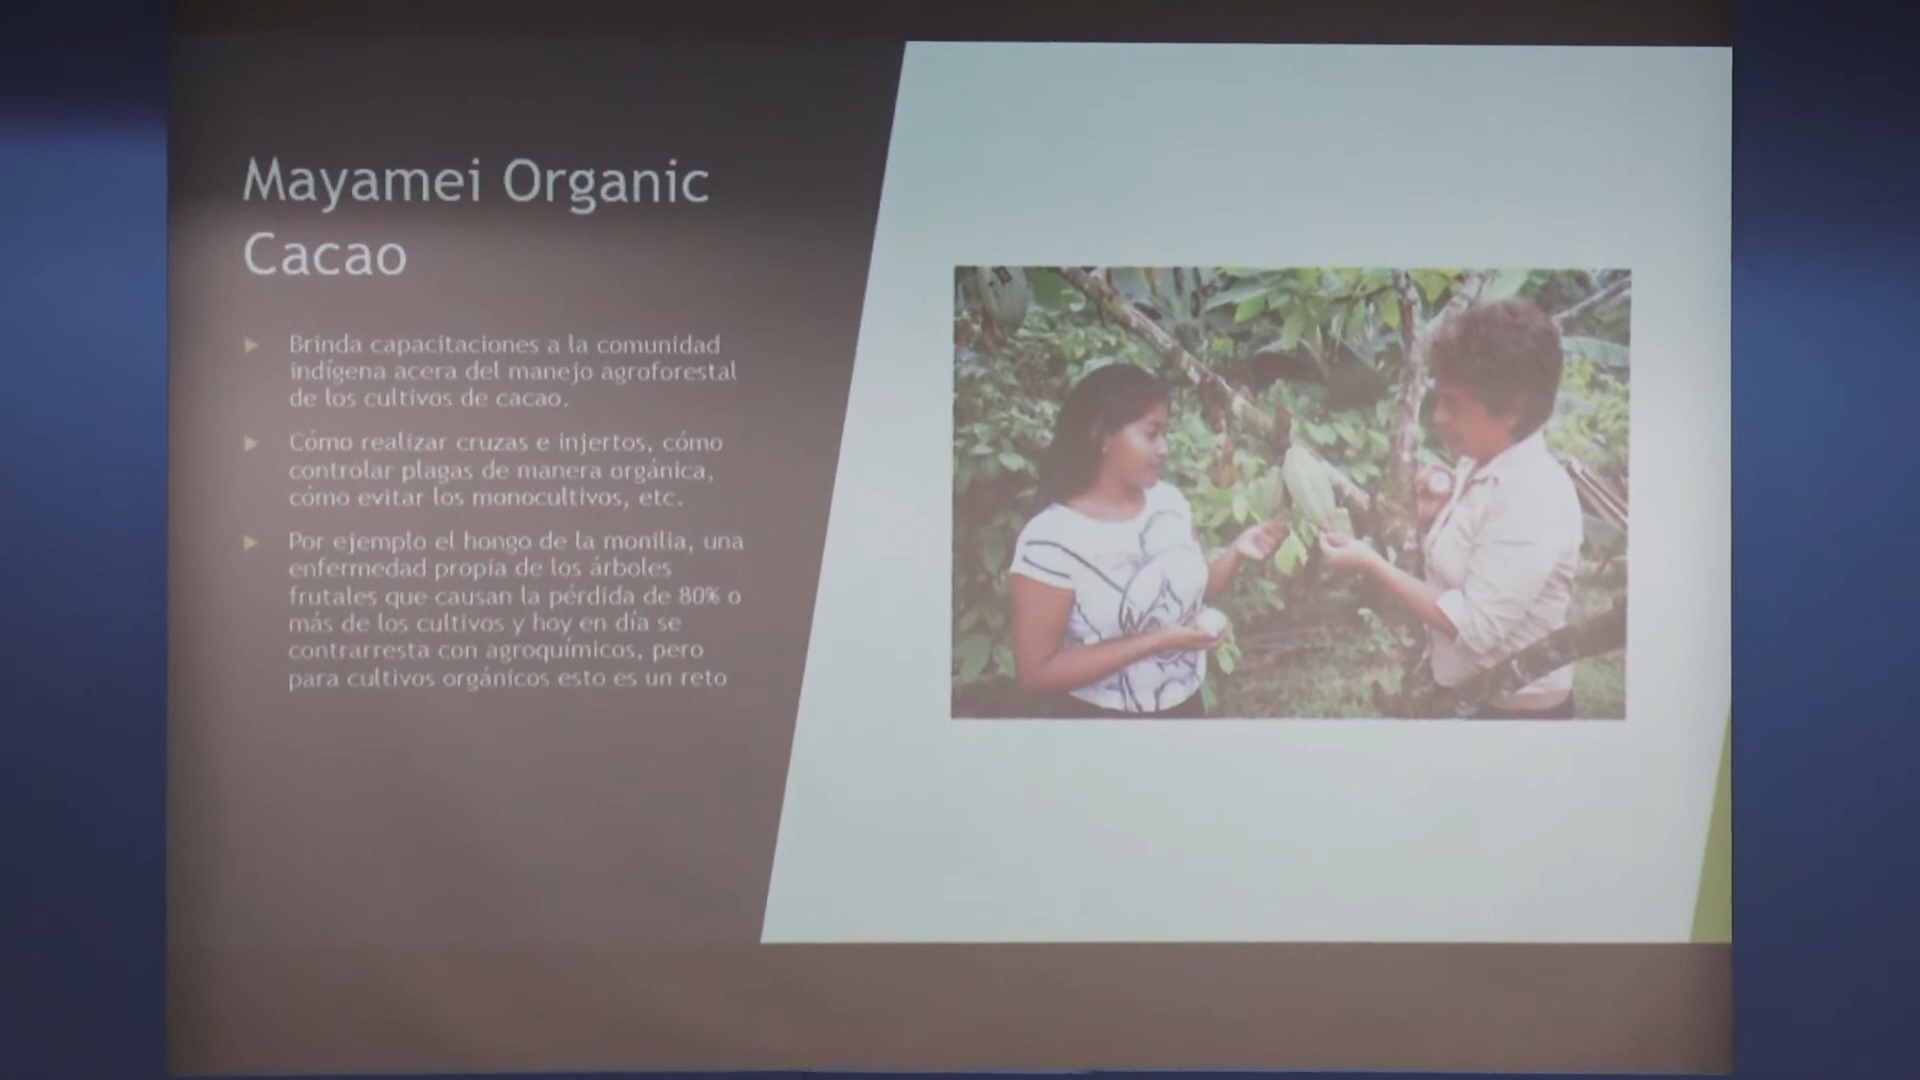 Mayamei Organic
Cacao
Brinda capacitaciones a la comunidad
indígena acera del manejo agroforestal
de los cultivos de cacao.
Cómo realizar cruzas e injertos, cómo
controlar plagas de manera orgánica,
cómo evitar los monocultivos, etc.
Por ejemplo el hongo de la monilia, una
enfermedad propia de los árboles
frutales que causan la pérdida de 80% o
más de los cultivos y hoy en día se
contrarresta con agroquímicos, pero
para cultivos orgánicos esto es un reto